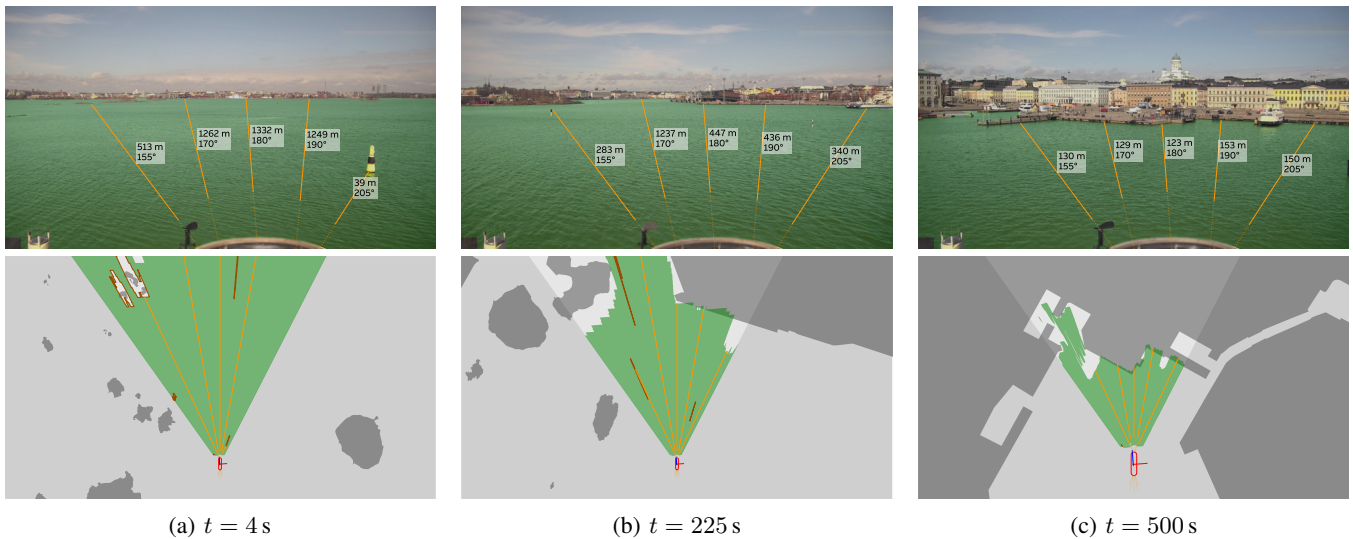 513 m
155°
1262 m
170°
1332 m
180°
1249 m
190°
39 m
205°
283 m
155°
1237 m
170°
447 m
180°
436 m
190°
340 m
205°
130 m
155°
129 m
170°
123 m
180°
153 m
190°
150 m
205°
(a) t = 4 s
(b) t = 225 s
(c) t = 500 s